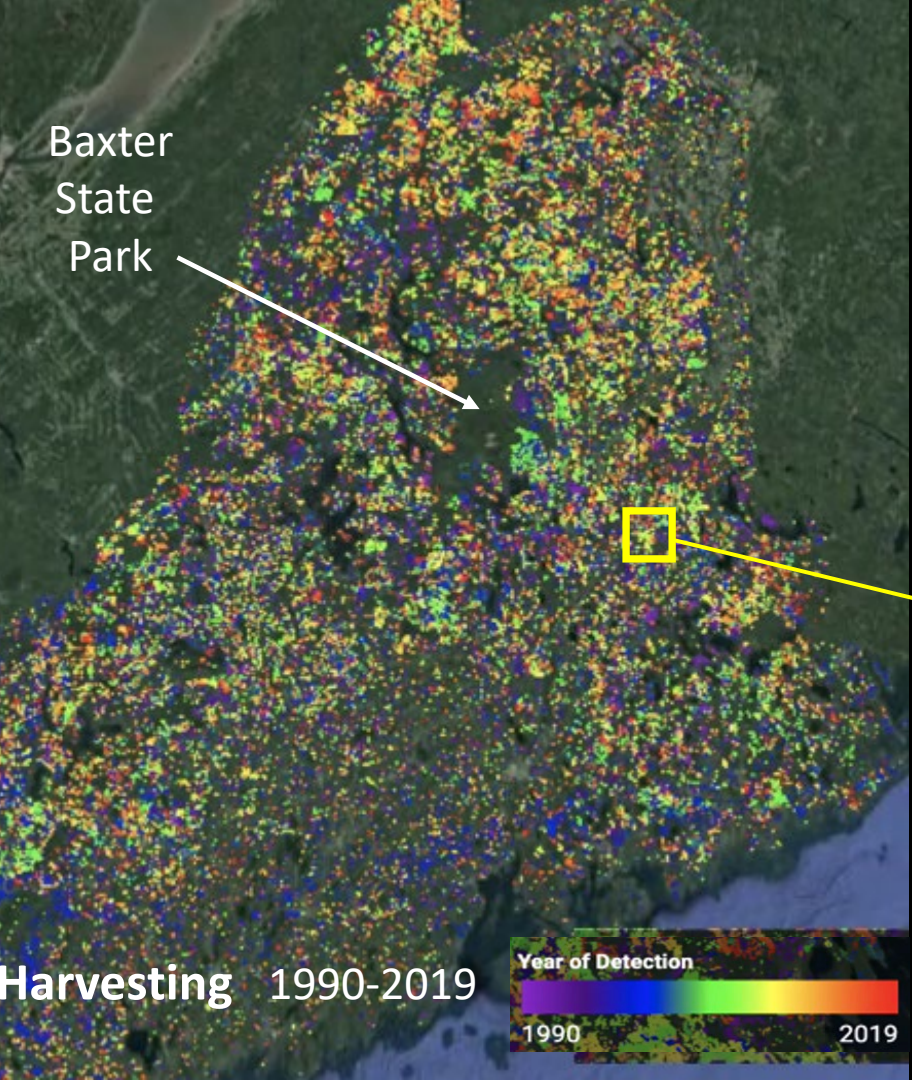 Baxter
State
Park
Harvesting 1990-2019
Year of Detection
1990 2019